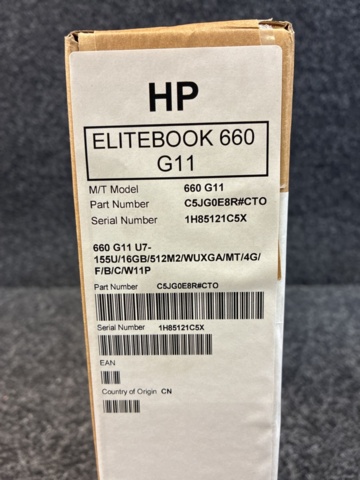 HP
ELITEBOOK 660
G11
M/T Model 660 G11
Part Number C5JG0E8R#CTO
Serial Number 1H85121C5X
660 G11 U7-
155U/16GB/512M2/WUXGA/MT/4G/
F/B/C/W11P
Part Number C5JG0E8R#CTO
Serial Number 1H85121C5X
EAN
Country of Origin CN